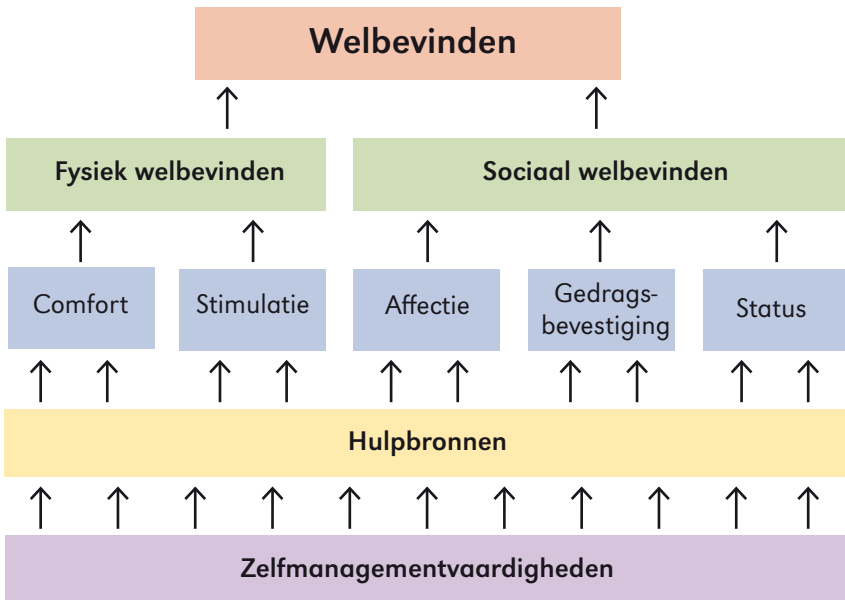 Welbevinden
Fysiek welbevinden
Sociaal welbevinden
Comfort
Stimulatie
Affectie
Gedrags-
bevestiging
Status
Hulpbronnen
Zelfmanagementvaardigheden